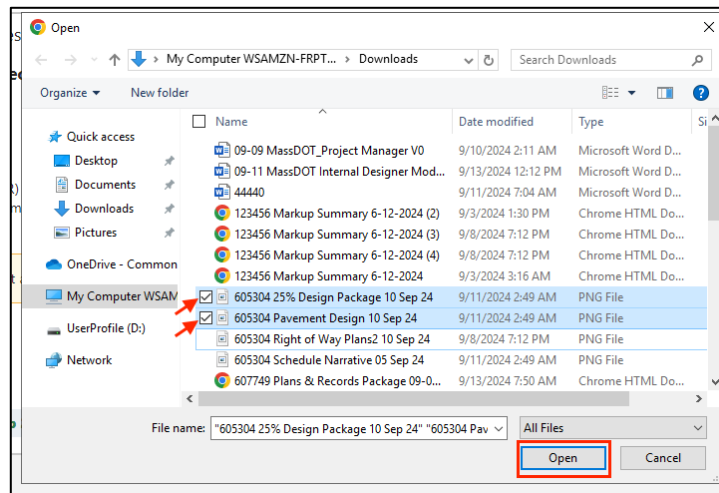 Open
My Computer WSAMZN-FRPT... > Downloads
Search Downloads
Organize
New folder
Name
Date modified
Type
Si
Quick access
Desktop
Documents
Downloads
Pictures
OneDrive - Common
My Computer WSAM
UserProfile (D:)
Network
09-09 MassDOT_Project Manager V0 9/10/2024 2:11 AM Microsoft Word D...
09-11 MassDOT Internal Designer Mod... 9/13/2024 12:12 PM Microsoft Word D...
44440 9/11/2024 7:04 AM Microsoft Word D...
123456 Markup Summary 6-12-2024 (2) 9/3/2024 1:30 PM Chrome HTML Do...
123456 Markup Summary 6-12-2024 (3) 9/8/2024 7:12 PM Chrome HTML Do...
123456 Markup Summary 6-12-2024 (4) 9/8/2024 7:12 PM Chrome HTML Do...
123456 Markup Summary 6-12-2024 9/3/2024 3:16 AM Chrome HTML Do...
605304 25% Design Package 10 Sep 24 9/11/2024 2:49 AM PNG File
605304 Pavement Design 10 Sep 24 9/11/2024 2:49 AM PNG File
605304 Right of Way Plans2 10 Sep 24 9/8/2024 7:12 PM PNG File
605304 Schedule Narrative 05 Sep 24 9/11/2024 2:49 AM PNG File
607749 Plans & Records Package 09-0... 9/13/2024 7:50 AM Chrome HTML Do...
File name: "605304 25% Design Package 10 Sep 24" "605304 Pav
All Files
Open
Cancel